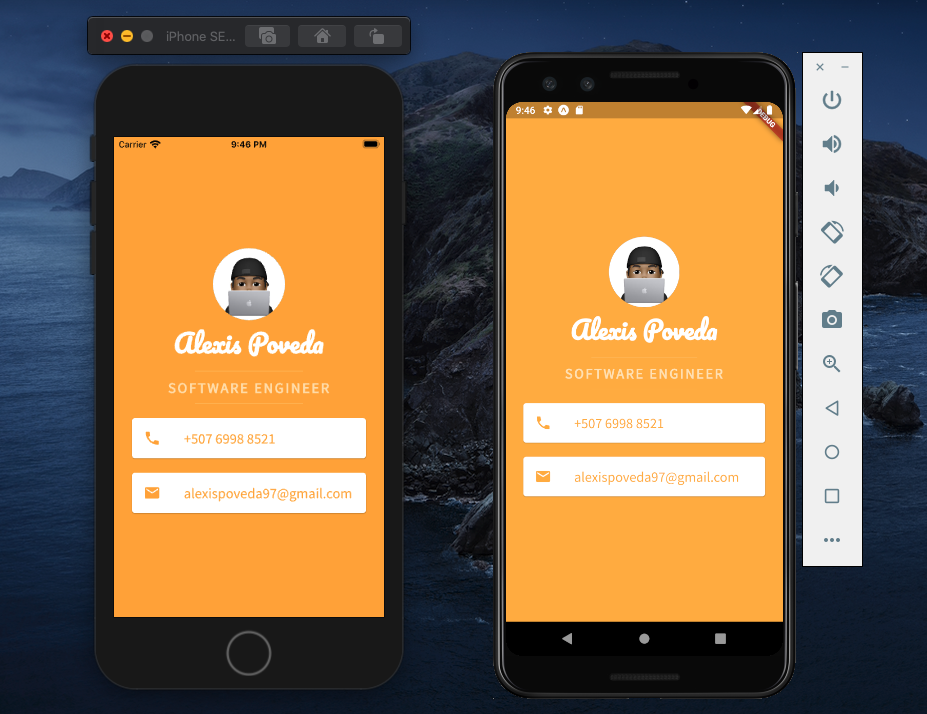 iPhone SE...
Carrier
9:46 PM
Alexis Poveda
SOFTWARE ENGINEER
+507 6998 8521
alexispoveda97@gmail.com
9:46
DEBUG
Alexis Poveda
SOFTWARE ENGINEER
+507 6998 8521
alexispoveda97@gmail.com